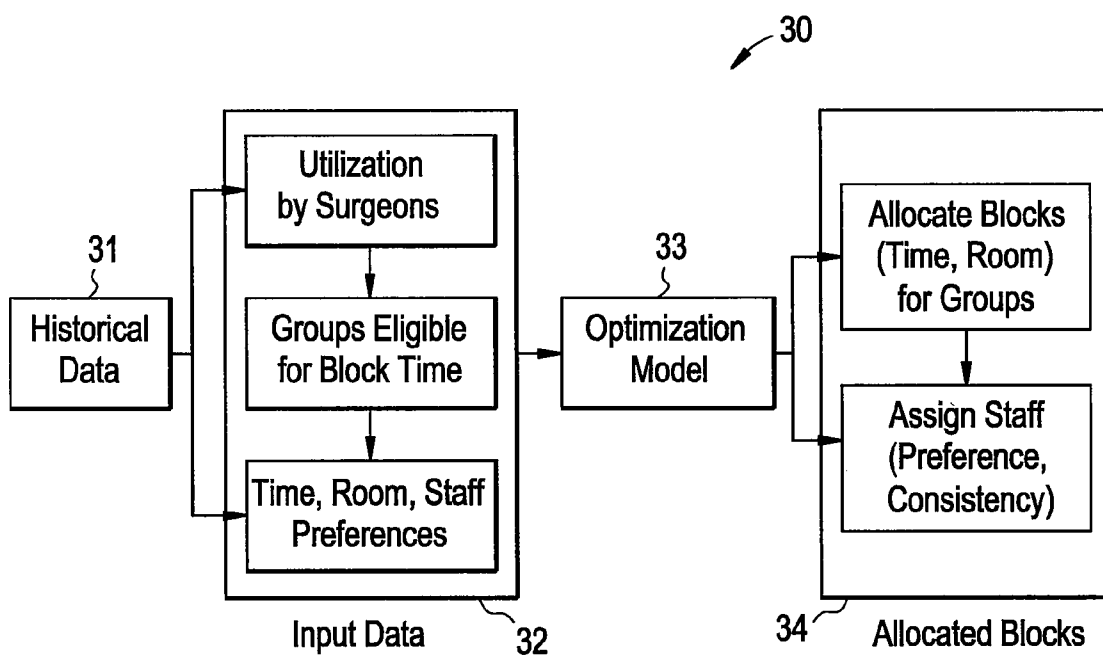 30
31
Historical
Data
Utilization
by Surgeons
Groups Eligible
for Block Time
Time, Room, Staff
Preferences
32
Input Data
33
Optimization
Model
Allocate Blocks
(Time, Room)
for Groups
Assign Staff
(Preference,
Consistency)
34
Allocated Blocks